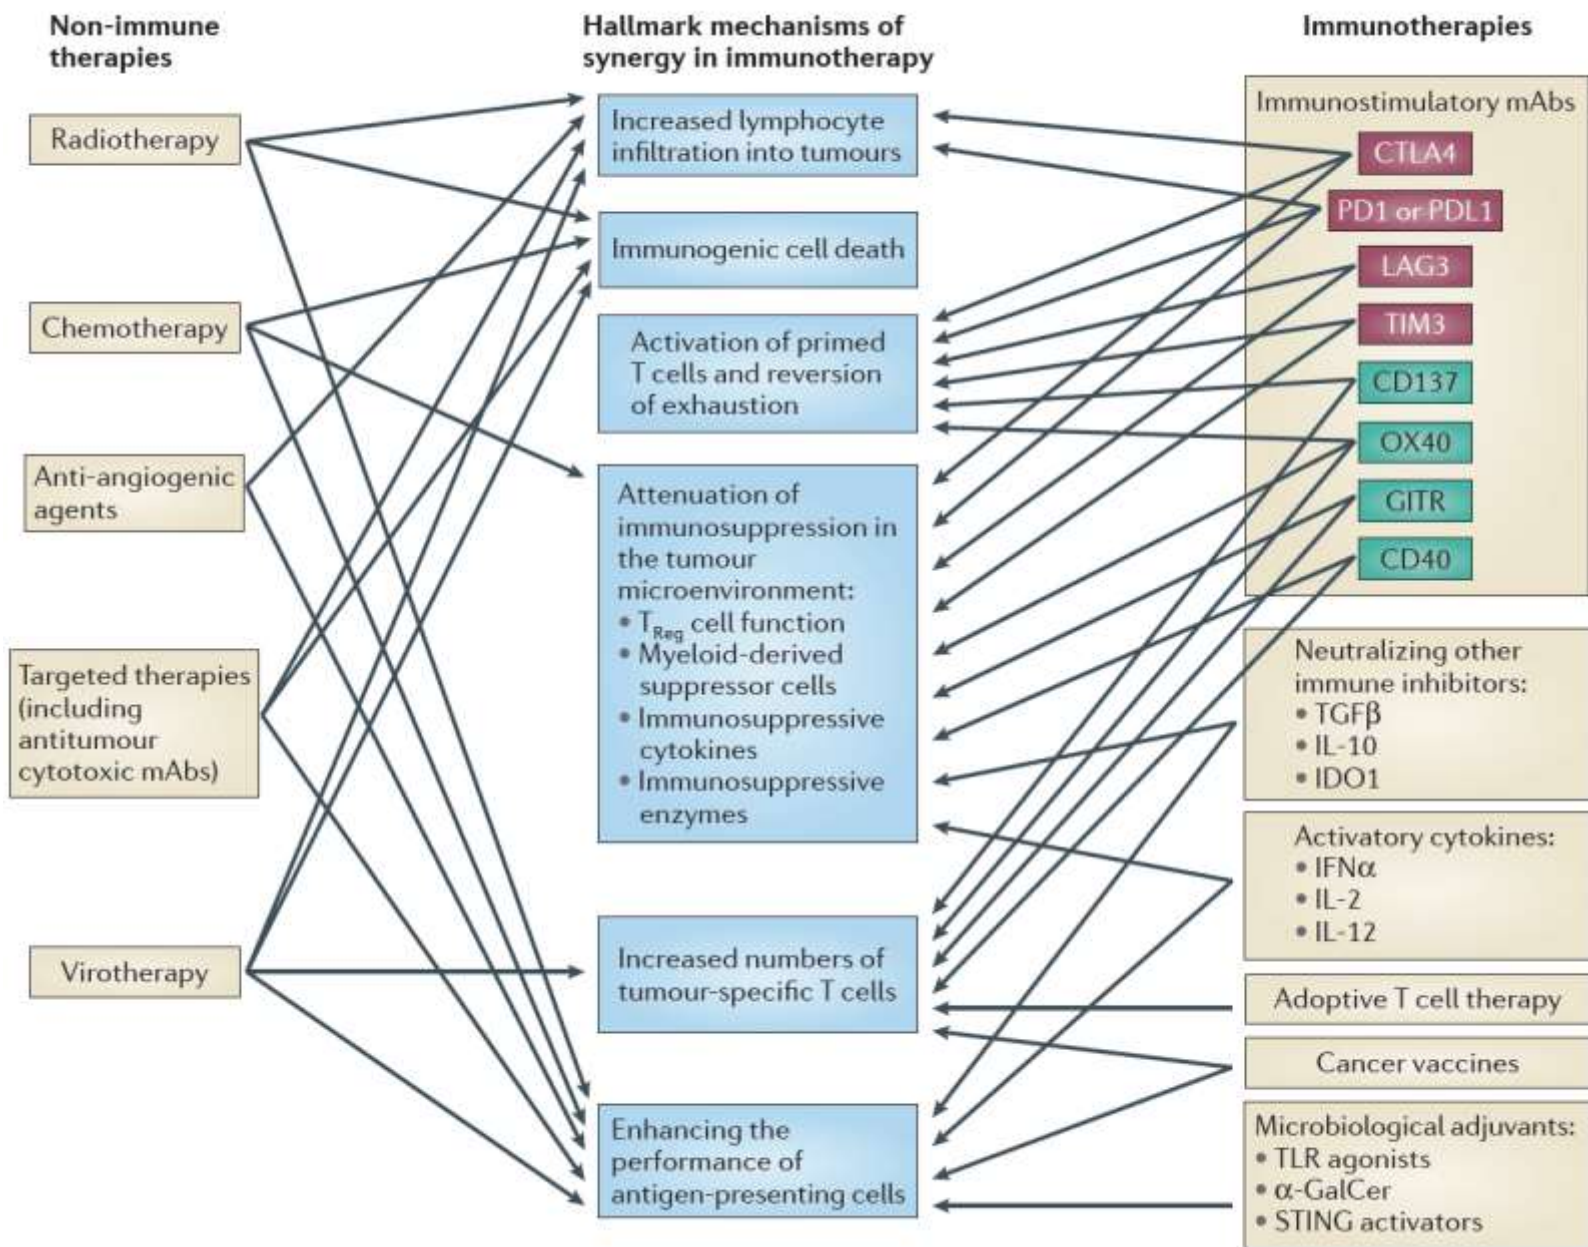 Non-immune
therapies
Radiotherapy
Chemotherapy
Anti-angiogenic
agents
Targeted therapies
(including
antitumour
cytotoxic mAbs)
Virotherapy
Hallmark mechanisms of
synergy in immunotherapy
Increased lymphocyte
infiltration into tumours
Immunogenic cell death
Activation of primed
T cells and reversion
of exhaustion
Attenuation of
immunosuppression in
the tumour
microenvironment:
• TReg cell function
• Myeloid-derived
suppressor cells
• Immunosuppressive
cytokines
• Immunosuppressive
enzymes
Increased numbers of
tumour-specific T cells
Enhancing the
performance of
antigen-presenting cells
Immunotherapies
Immunostimulatory mAbs
CTLA4
PD1 or PDL1
LAG3
TIM3
CD137
OX40
GITR
CD40
Neutralizing other
immune inhibitors:
• TGFβ
• IL-10
• IDO1
Activatory cytokines:
• IFNα
• IL-2
• IL-12
Adoptive T cell therapy
Cancer vaccines
Microbiological adjuvants:
• TLR agonists
• α-GalCer
• STING activators